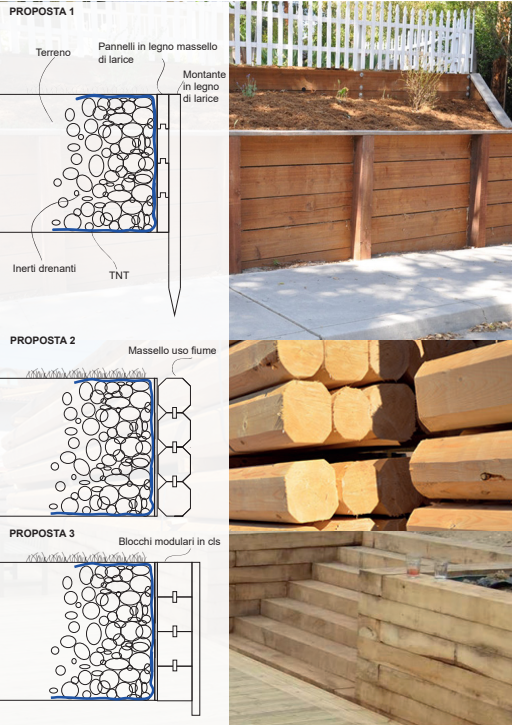 PROPOSTA 1
Terreno
Pannelli in legno massello
di larice
Montante
in legno
di larice
Inerti drenanti
TNT
PROPOSTA 2
Massello uso fiume
PROPOSTA 3
Blocchi modulari in cls